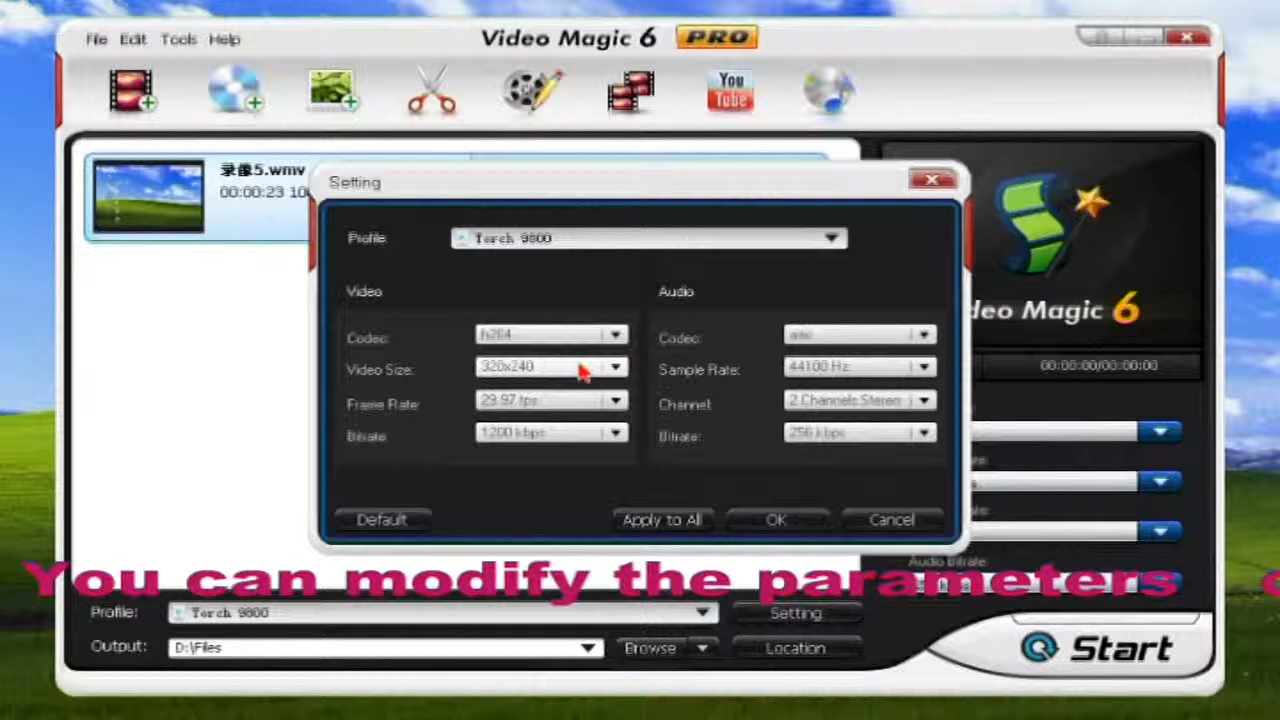 File Edit Tools Help
Video Magic 6 PRO
You Tube
录像5.wmv
00:00:23
Setting
Profile: Torch 9800
Video
Audio
Codec: h264
Codec: aac
Video Size: 320x240
Sample Rate: 44100 Hz
Frame Rate: 29.97 fps
Channel: 2 Channels Stereo
Bitrate: 1200 kbps
Bitrate: 256 kbps
Default Apply to All OK Cancel
Magic 6
00:00:00/00:00:00
Audio Bitrate:
You can modify the parameters
Profile: Torch 9800 Setting
Output: D:\Files Browse Location
Start